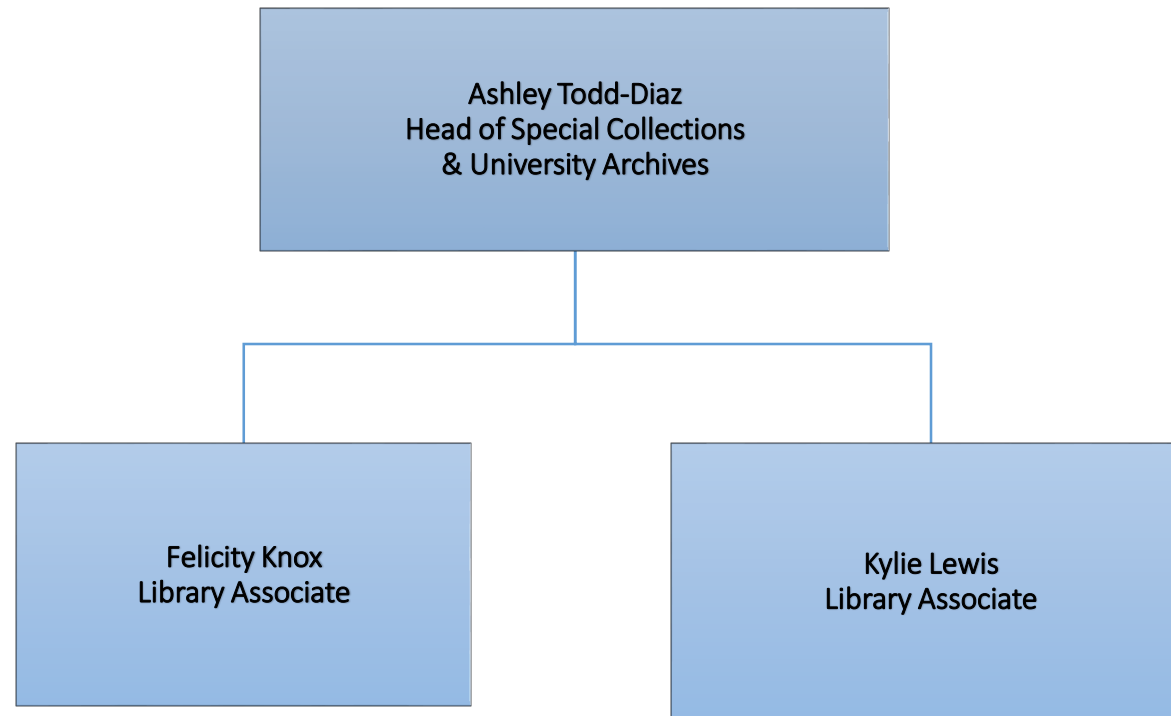 Ashley Todd-Diaz
Head of Special Collections
& University Archives
Felicity Knox
Library Associate
Kylie Lewis
Library Associate